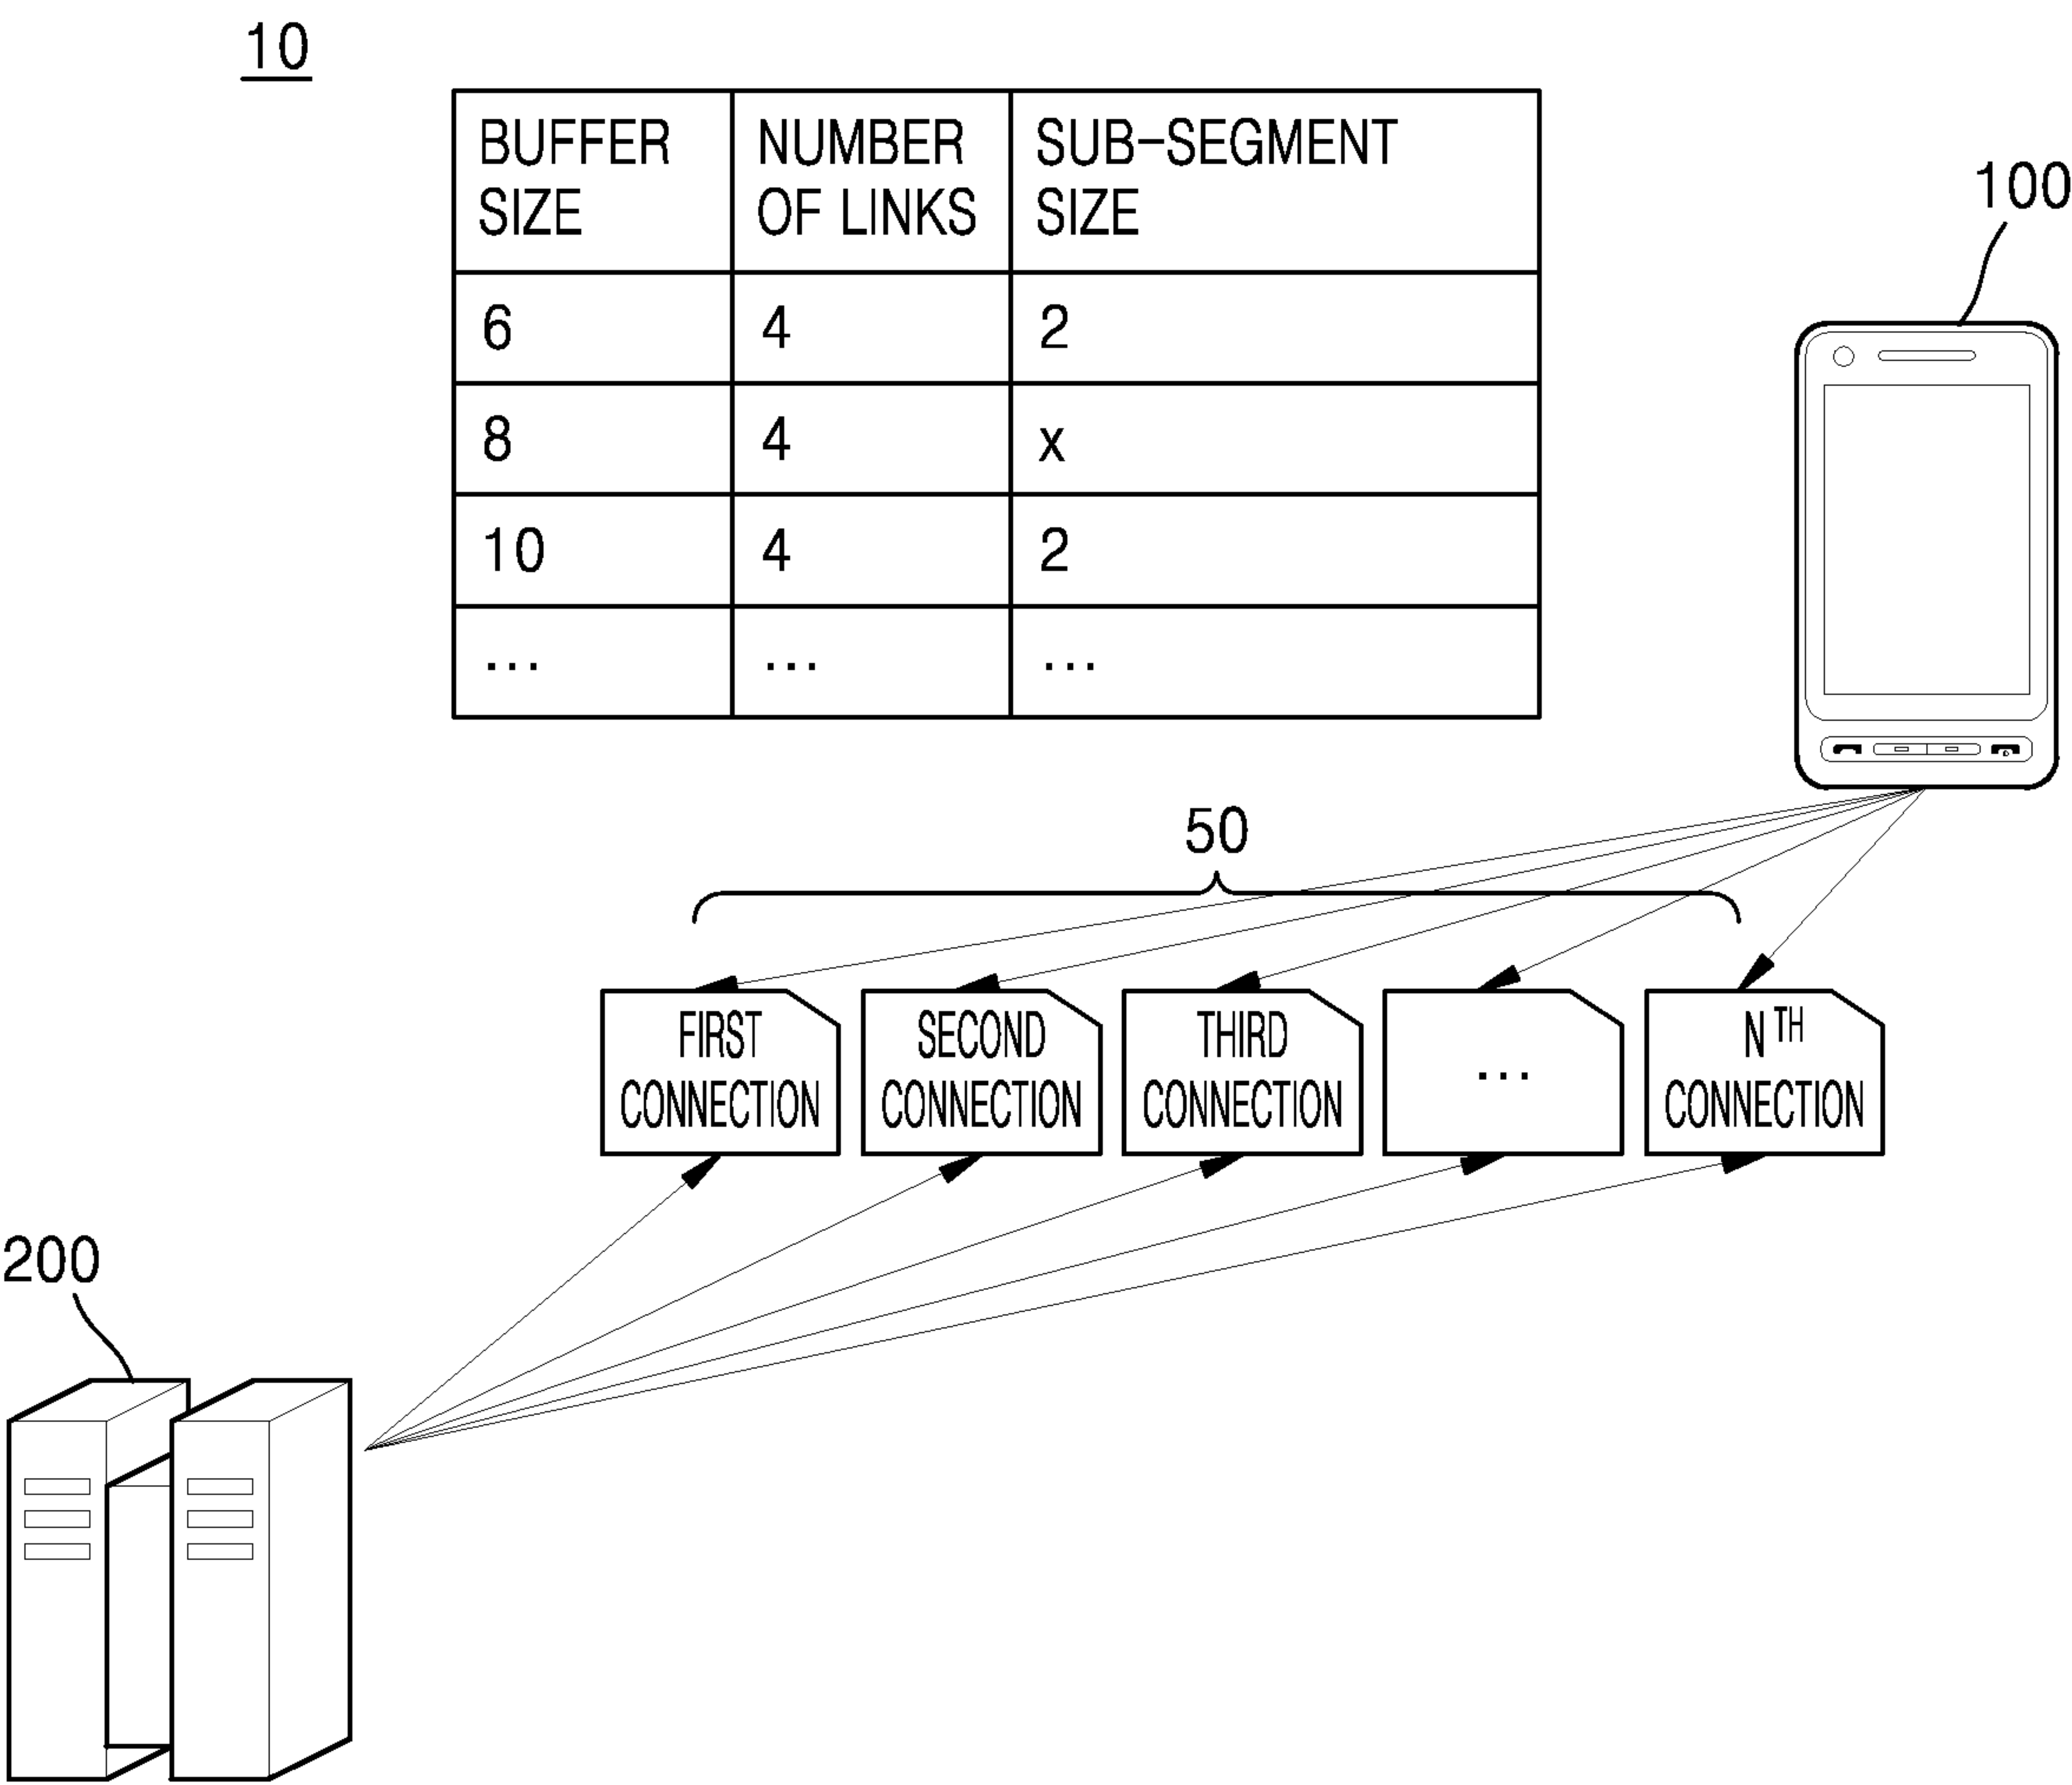 10
BUFFER SIZE
NUMBER OF LINKS
SUB-SEGMENT SIZE
6 4 2
8 4 x
10 4 2
... ... ...
100
50
FIRST CONNECTION
SECOND CONNECTION
THIRD CONNECTION
...
NTH CONNECTION
200